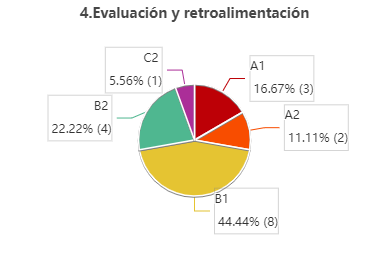 4.Evaluación y retroalimentación
C2
5.56% (1)
A1
16.67% (3)
B2
22.22% (4)
A2
11.11% (2)
B1
44.44% (8)